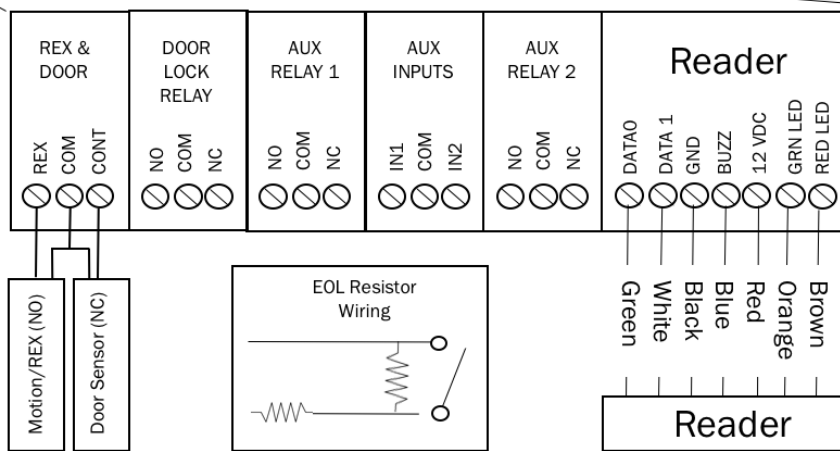 REX &
DOOR
REX
COM
CONT
DOOR
LOCK
RELAY
NO
COM
NC
AUX
RELAY 1
NO
COM
NC
AUX
INPUTS
IN1
COM
IN2
AUX
RELAY 2
NO
COM
NC
Reader
DATA0
DATA 1
GND
BUZZ
12 VDC
GRN LED
RED LED
Motion/REX (NO)
Door Sensor (NC)
EOL Resistor
Wiring
Green
White
Black
Blue
Red
Orange
Brown
Reader